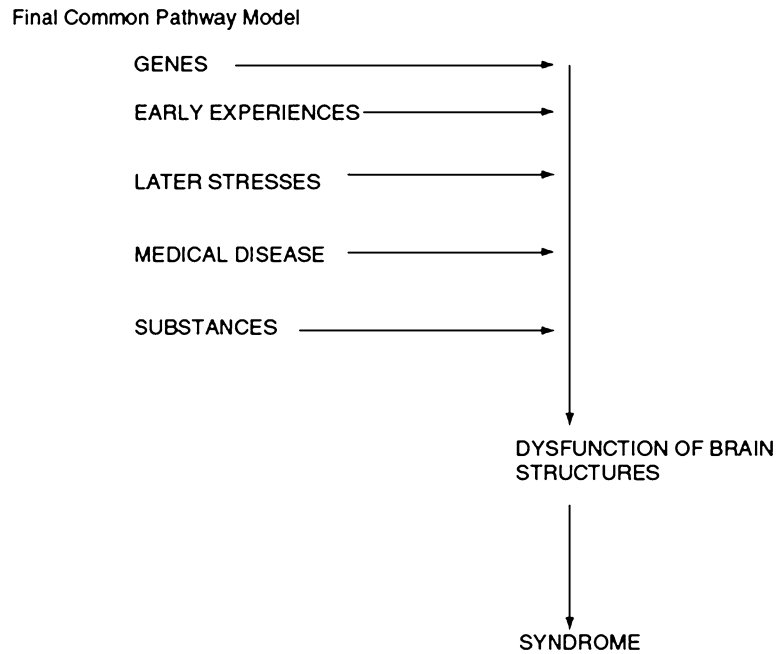 Final Common Pathway Model
GENES
EARLY EXPERIENCES
LATER STRESSES
MEDICAL DISEASE
SUBSTANCES
DYSFUNCTION OF BRAIN
STRUCTURES
SYNDROME